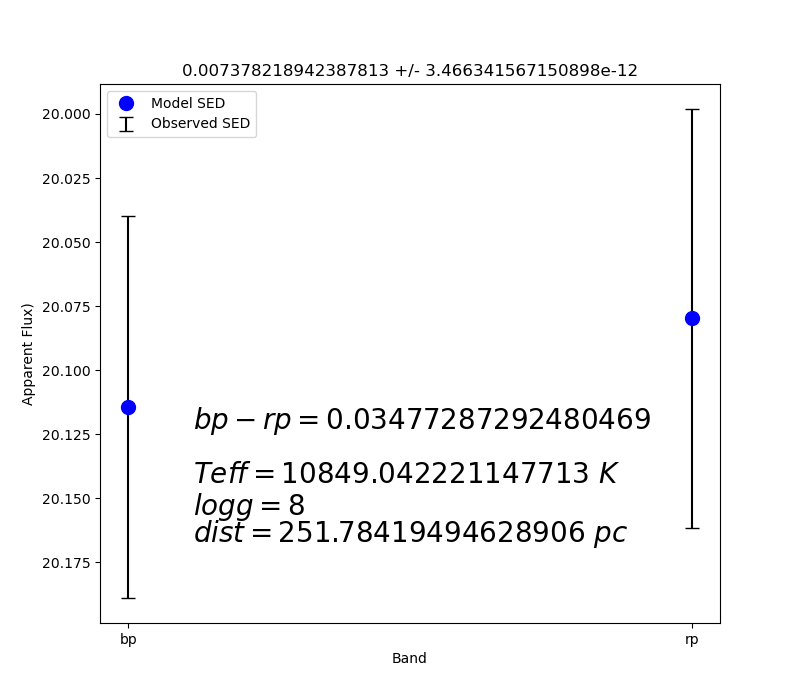 0.007378218942387813 +/- 3.466341567150898e-12
Model SED
Observed SED
20.000
20.025
20.050
20.075
20.100
20.125
20.150
20.175
Apparent Flux)
bp − rp = 0.03477287292480469
Teff = 10849.042221147713 K
logg = 8
dist = 251.78419494628906 pc
bp
rp
Band